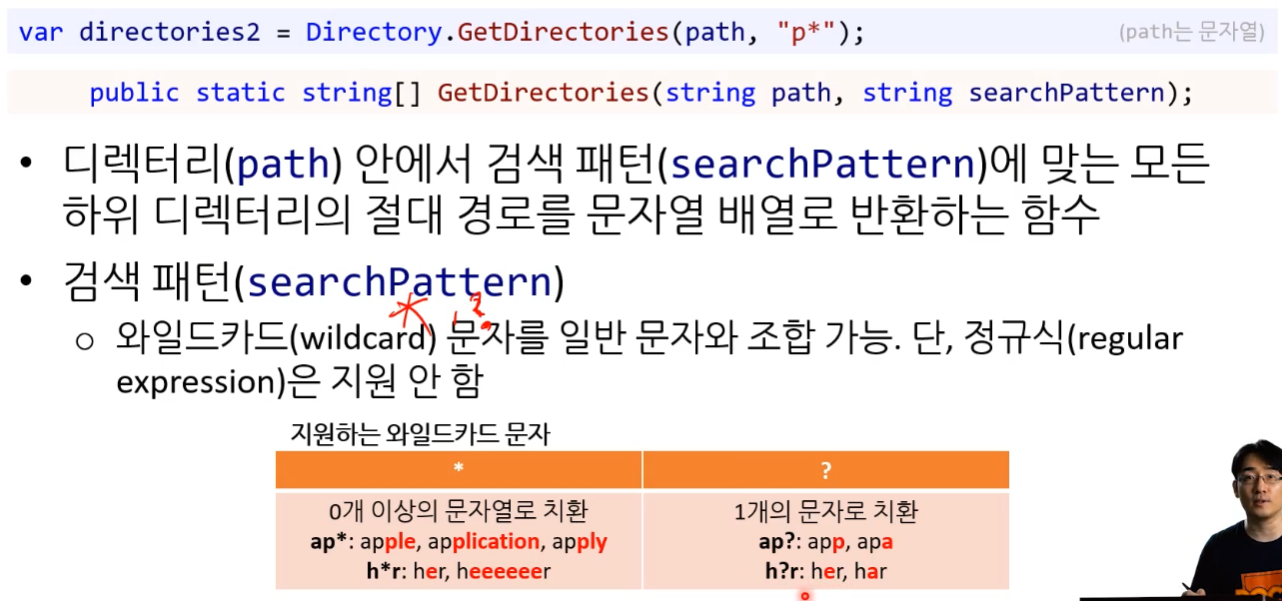 var directories2 = Directory.GetDirectories(path, "p*"); (path는 문자열)
public static string[] GetDirectories(string path, string searchPattern);
• 디렉터리(path) 안에서 검색 패턴(searchPattern)에 맞는 모든
하위 디렉터리의 절대 경로를 문자열 배열로 반환하는 함수
• 검색 패턴(searchPattern)
* , ?
○ 와일드카드(wildcard) 문자를 일반 문자와 조합 가능. 단, 정규식(regular
expression)은 지원 안 함
지원하는 와일드카드 문자
* ?
0개 이상의 문자열로 치환 1개의 문자로 치환
ap*: apple, application, apply ap?: app, apa
h*r: her, heeeeeer h?r: her, har